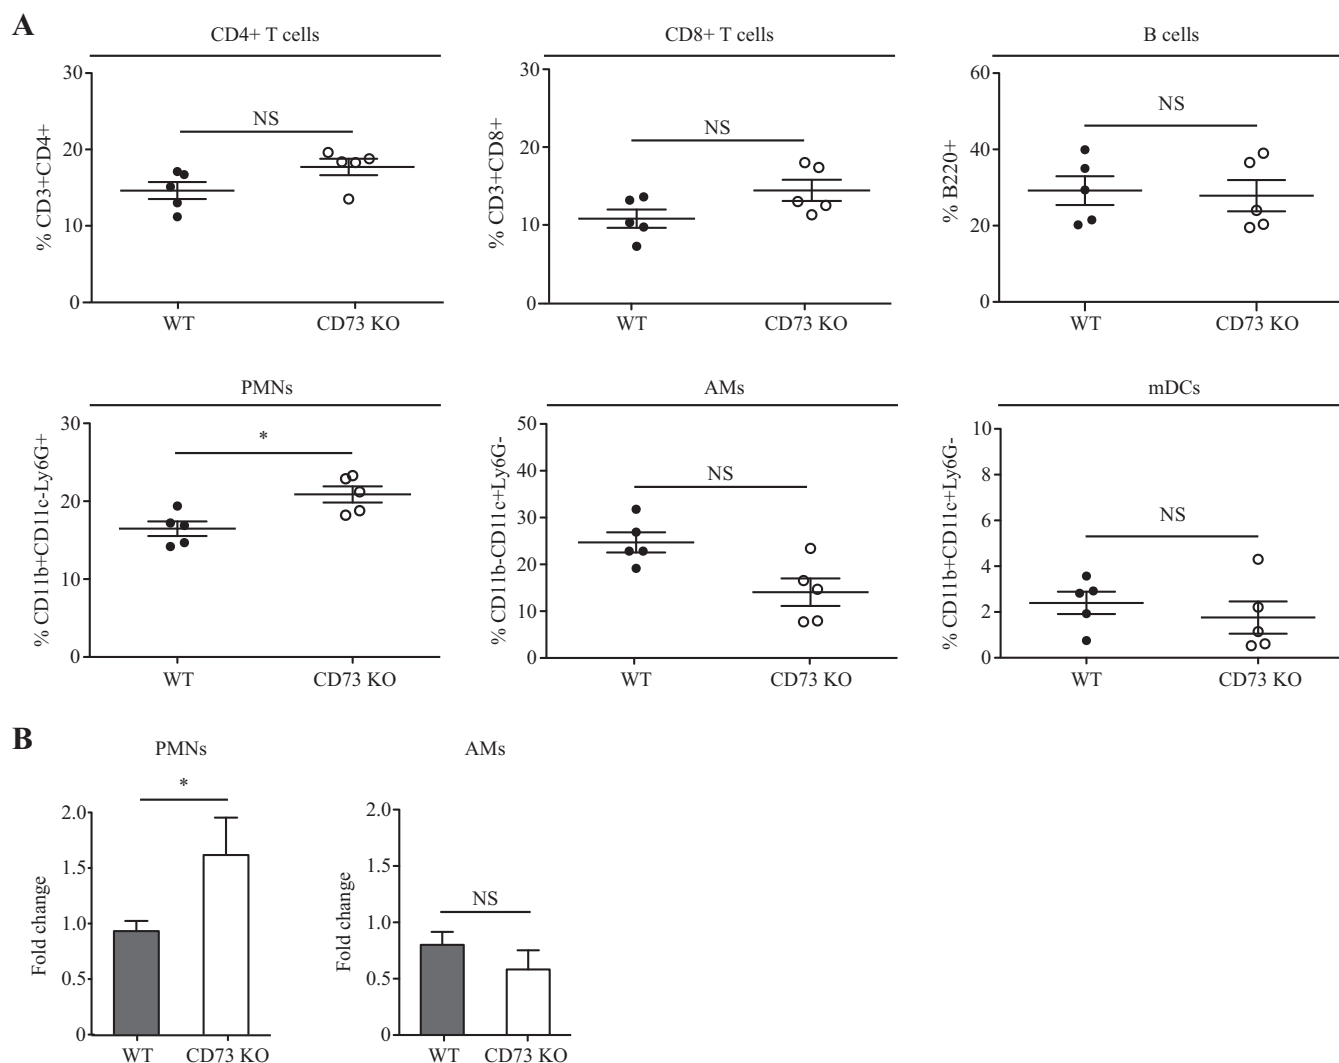 A
CD4+ T cells
% CD3+CD4+
30
20
10
0
NS
WT
CD73 KO
CD8+ T cells
% CD3+CD8+
30
20
10
0
NS
WT
CD73 KO
B cells
% B220+
60
40
20
0
NS
WT
CD73 KO
PMNs
% CD11b+CD11c-Ly6G+
30
20
10
0
*
WT
CD73 KO
AMs
% CD11b-CD11c+Ly6G-
50
40
30
20
10
0
NS
WT
CD73 KO
mDCs
% CD11b+CD11c+Ly6G-
10
8
6
4
2
0
NS
WT
CD73 KO
B
PMNs
Fold change
2.0
1.5
1.0
0.5
0
*
WT
CD73 KO
AMs
Fold change
2.0
1.5
1.0
0.5
0
NS
WT
CD73 KO